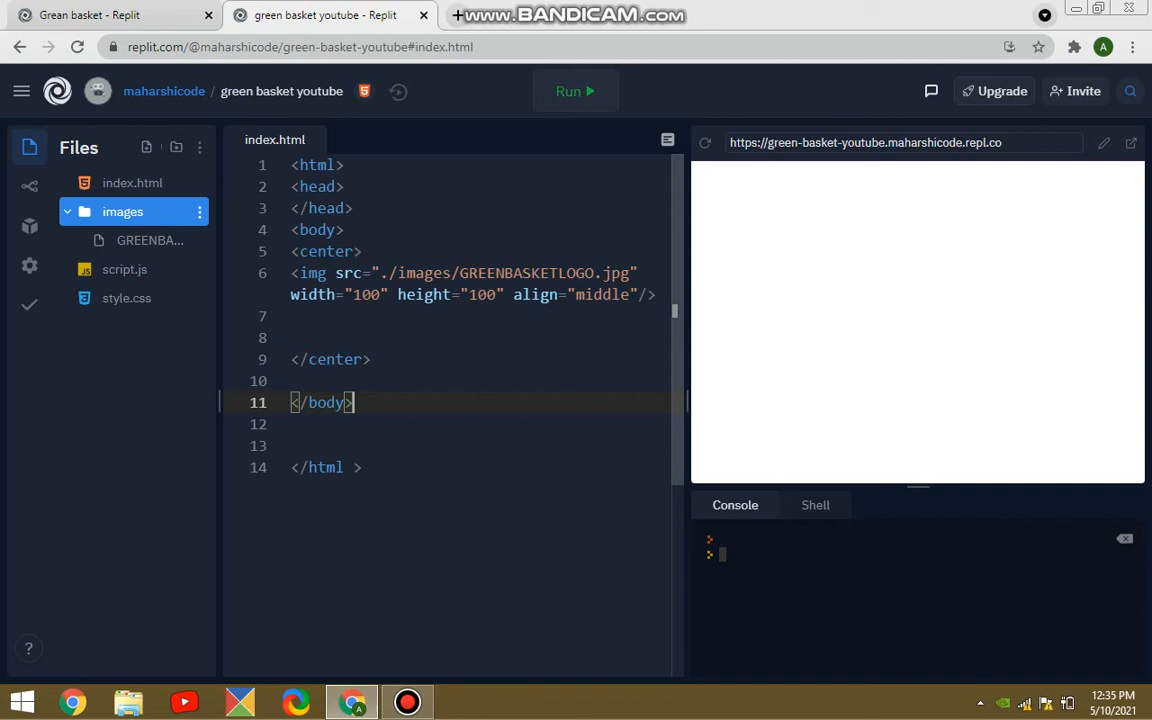 Grean basket - Replit
green basket youtube - Replit
www.BANDICAM.com
replit.com/@maharshicode/green-basket-youtube#index.html
A
maharshicode / green basket youtube
Run
Upgrade
Invite
Files
index.html
images
GREENBA...
script.js
style.css
index.html
1 <html>
2 <head>
3 </head>
4 <body>
5 <center>
6 <img src="./images/GREENBASKETLOGO.jpg"
width="100" height="100" align="middle"/>
7
8
9 </center>
10
11 </body>
12
13
14 </html >
https://green-basket-youtube.maharshicode.repl.co
Console
Shell
>
>
?
A
12:35 PM
5/10/2021